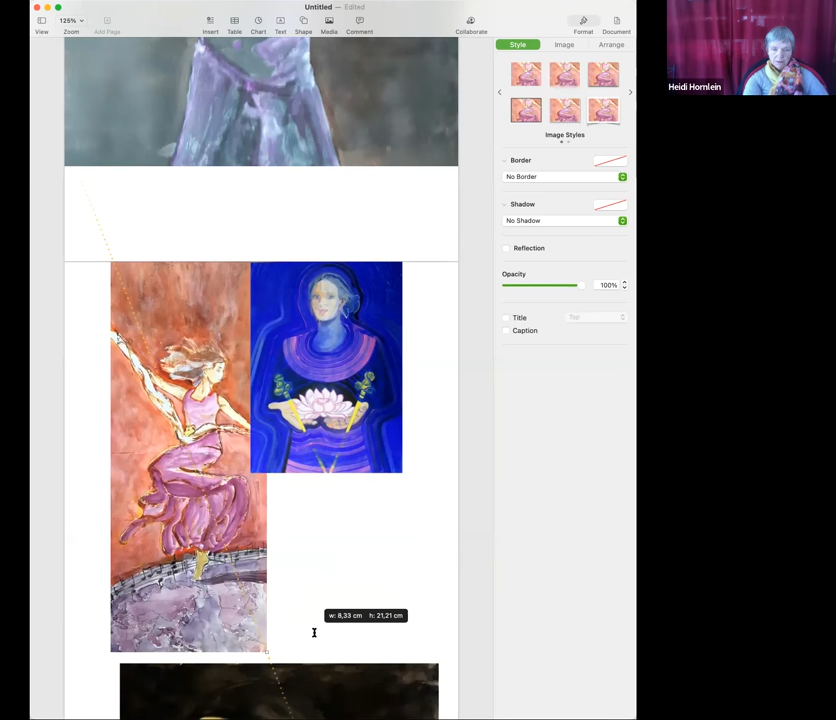 Untitled — Edited
125%
View
Zoom
Add Page
Insert
Table
Chart
Text
Shape
Media
Comment
Collaborate
Format
Document
Style
Image
Arrange
Image Styles
Border
No Border
Shadow
No Shadow
Reflection
Opacity
100%
Title
Top
Caption
w: 8,33 cm h: 21,21 cm
Heidi Hornlein